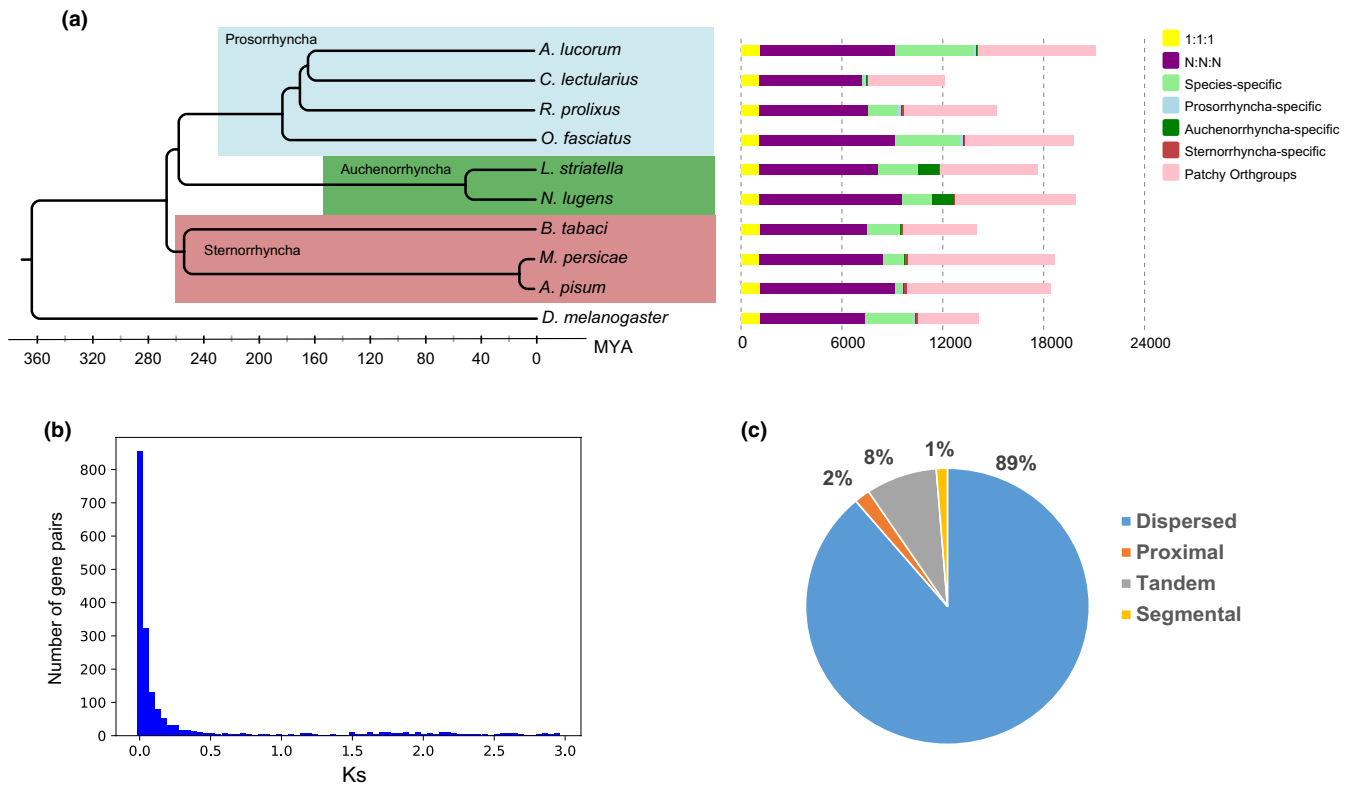 (a)
Prosorrhyncha
A. lucorum
C. lectularius
R. prolixus
O. fasciatus
Auchenorrhyncha
L. striatella
N. lugens
Sternorrhyncha
B. tabaci
M. persicae
A. pisum
D. melanogaster
360 320 280 240 200 160 120 80 40 0 MYA
0 6000 12000 18000 24000
1:1:1
N:N:N
Species-specific
Prosorrhyncha-specific
Auchenorrhyncha-specific
Sternorrhyncha-specific
Patchy Orthgroups
(b)
Number of gene pairs
800
700
600
500
400
300
200
100
0
0.0 0.5 1.0 1.5 2.0 2.5 3.0
Ks
(c)
2% 8% 1% 89%
Dispersed
Proximal
Tandem
Segmental